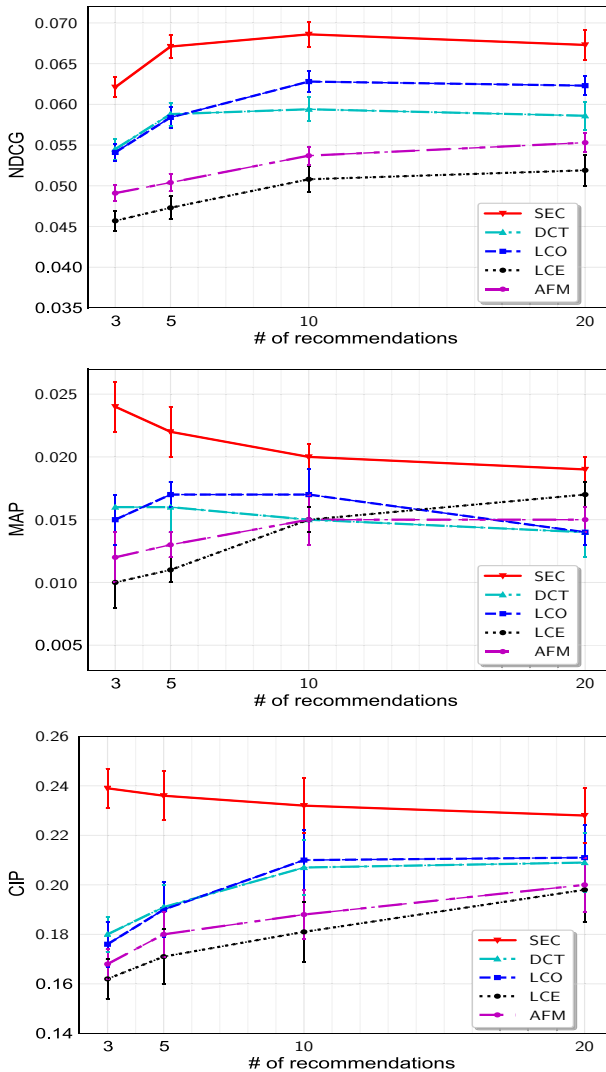 0.070
0.065
0.060
0.055
0.050
0.045
0.040
0.035
NDCG
SEC
DCT
LCO
LCE
AFM
3 5 10 20
# of recommendations
0.025
0.020
0.015
0.010
0.005
MAP
SEC
DCT
LCO
LCE
AFM
3 5 10 20
# of recommendations
0.26
0.24
0.22
0.20
0.18
0.16
0.14
CIP
SEC
DCT
LCO
LCE
AFM
3 5 10 20
# of recommendations